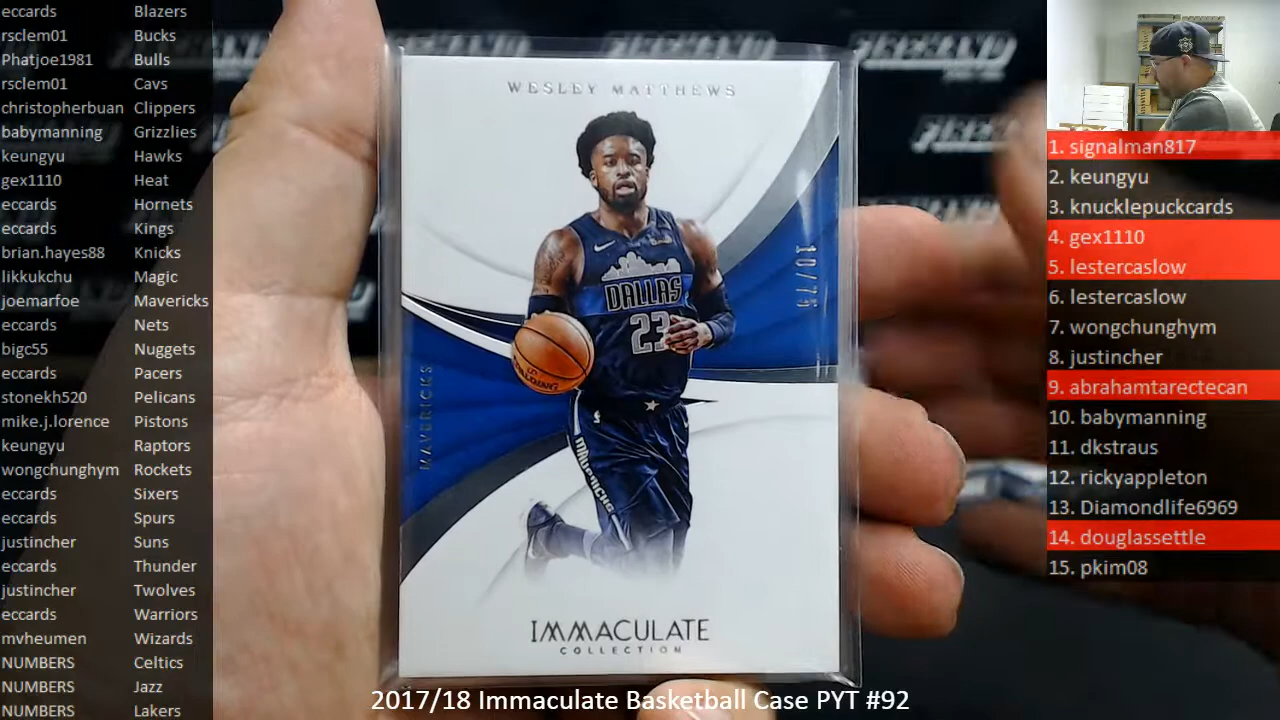 eccards Blazers
rsclem01 Bucks
Phatjoe1981 Bulls
rsclem01 Cavs
christopherbuan Clippers
babymanning Grizzlies
keungyu Hawks
gex1110 Heat
eccards Hornets
eccards Kings
brian.hayes88 Knicks
likkukchu Magic
joemarfoe Mavericks
eccards Nets
bigc55 Nuggets
eccards Pacers
stonekh520 Pelicans
mike.j.lorence Pistons
keungyu Raptors
wongchunghym Rockets
eccards Sixers
eccards Spurs
justincher Suns
eccards Thunder
justincher Twolves
eccards Warriors
mvheumen Wizards
NUMBERS Celtics
NUMBERS Jazz
NUMBERS Lakers
WESLEY MATTHEWS
10/75
DALLAS
23
SPALDING
MAVERICKS
MAVERICKS
IMMACULATE
COLLECTION
2017/18 Immaculate Basketball Case PYT #92
1. signalman817
2. keungyu
3. knucklepuckcards
4. gex1110
5. lestercaslow
6. lestercaslow
7. wongchunghym
8. justincher
9. abrahamtarectecan
10. babymanning
11. dkstraus
12. rickyappleton
13. Diamondlife6969
14. douglassettle
15. pkim08